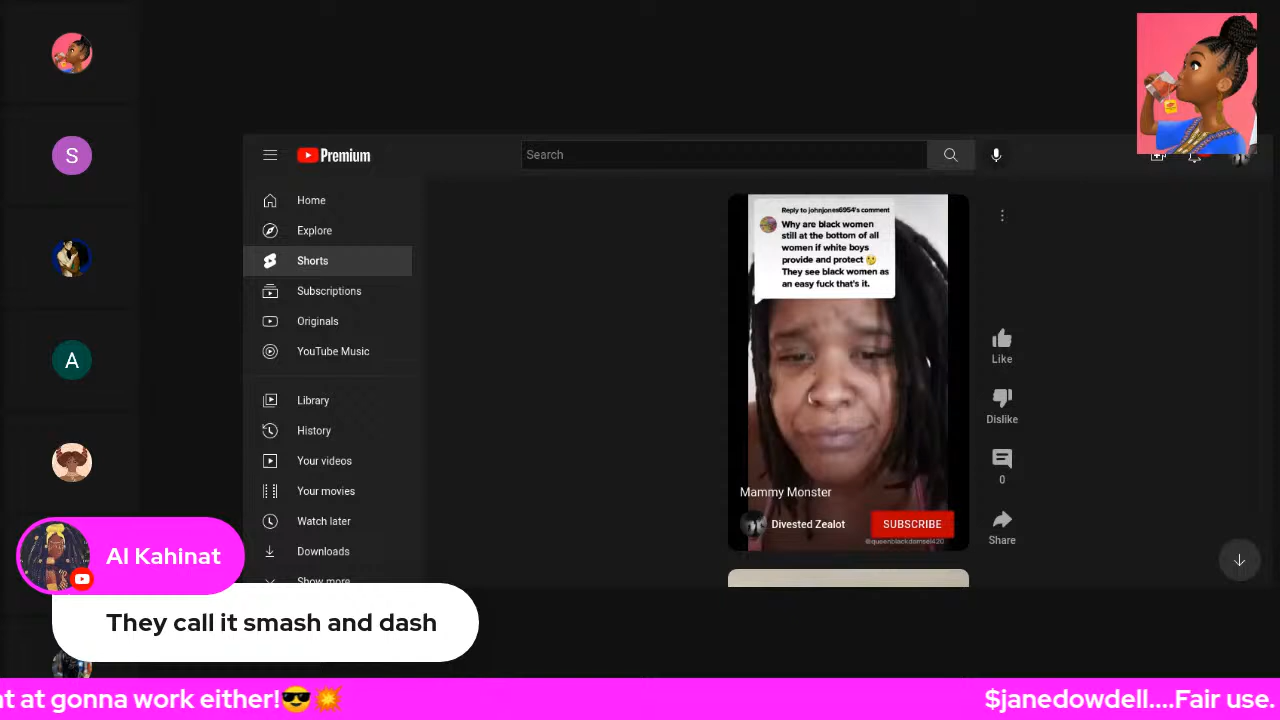 Premium
Search
Home
Explore
Shorts
Subscriptions
Originals
YouTube Music
Library
History
Your videos
Your movies
Watch later
Downloads
Show more
S
A
Reply to johnjones6954's comment
Why are black women
still at the bottom of all
women if white boys
provide and protect 🥲
They see black women as
an easy fuck that's it.
Mammy Monster
Divested Zealot
SUBSCRIBE
@queenblackdamsel420
Like
Dislike
0
Share
Al Kahinat
They call it smash and dash
at gonna work either!😎💥
$janedowdell....Fair use.